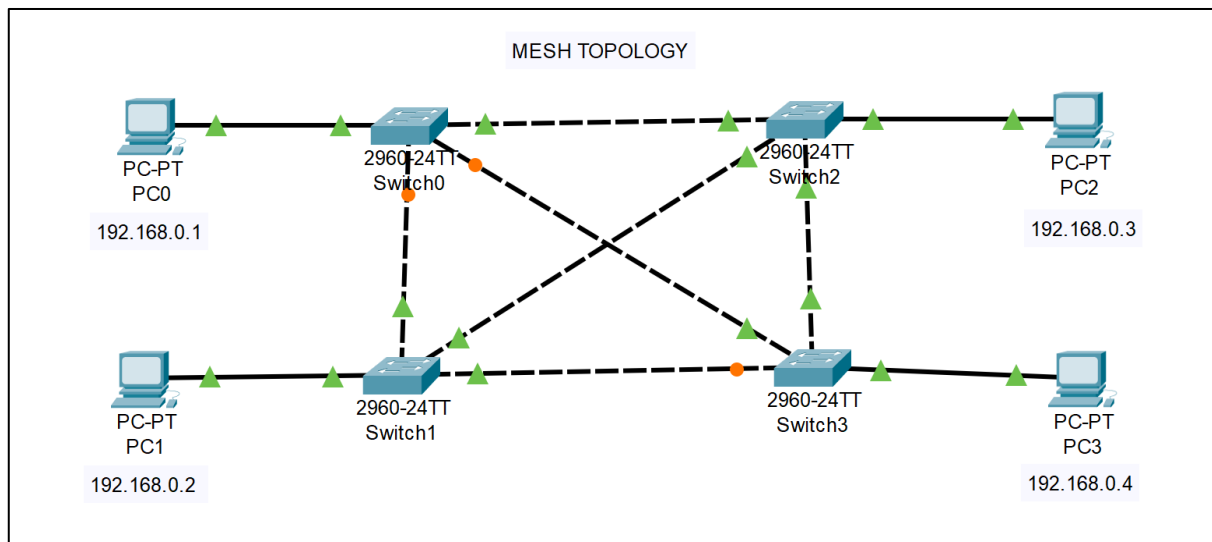 MESH TOPOLOGY
PC-PT
PC0
192.168.0.1
2960-24TT
Switch0
2960-24TT
Switch2
PC-PT
PC2
192.168.0.3
PC-PT
PC1
192.168.0.2
2960-24TT
Switch1
2960-24TT
Switch3
PC-PT
PC3
192.168.0.4